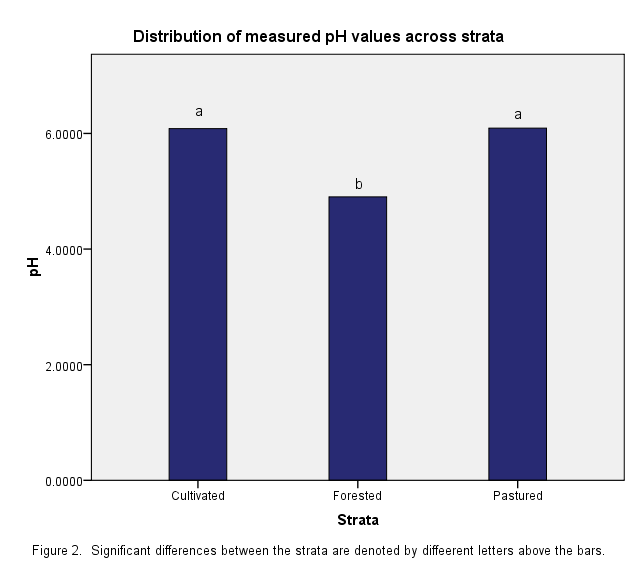 Distribution of measured pH values across strata
a
a
b
6.0000
4.0000
2.0000
0.0000
pH
Cultivated Forested Pastured
Strata
Figure 2. Significant differences between the strata are denoted by differeent letters above the bars.